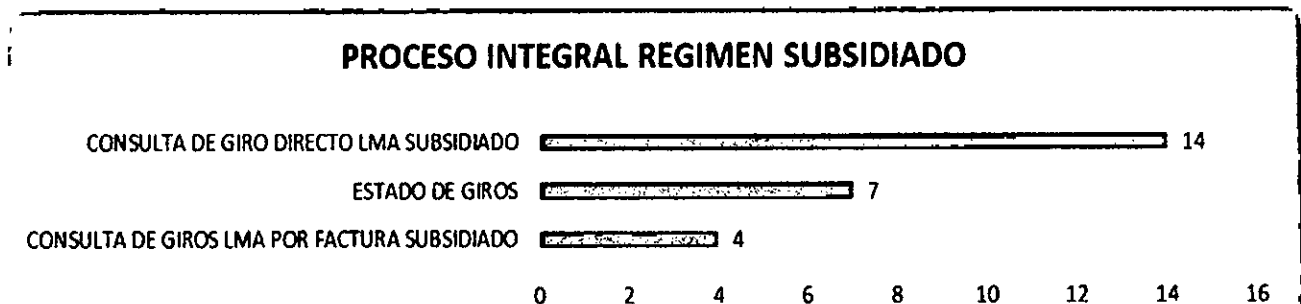 PROCESO INTEGRAL REGIMEN SUBSIDIADO
CONSULTA DE GIRO DIRECTO LMA SUBSIDIADO 14
ESTADO DE GIROS 7
CONSULTA DE GIROS LMA POR FACTURA SUBSIDIADO 4
0 2 4 6 8 10 12 14 16